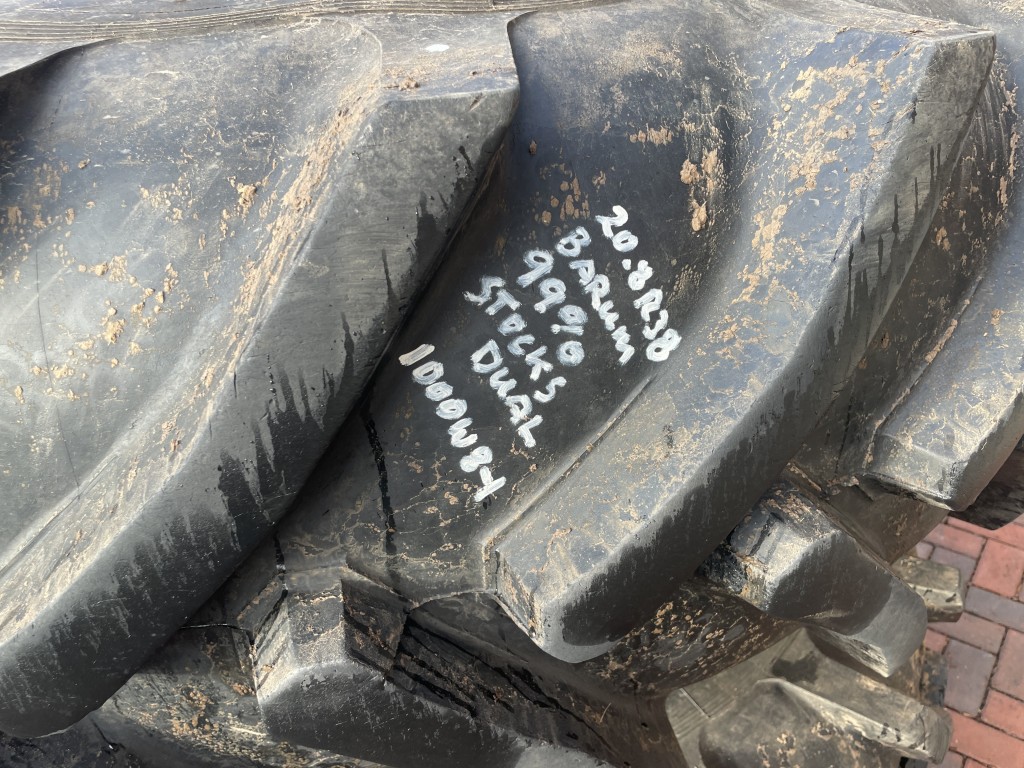 20.8R38
BARUM
99%
STOCKS
DUAL
1000W84